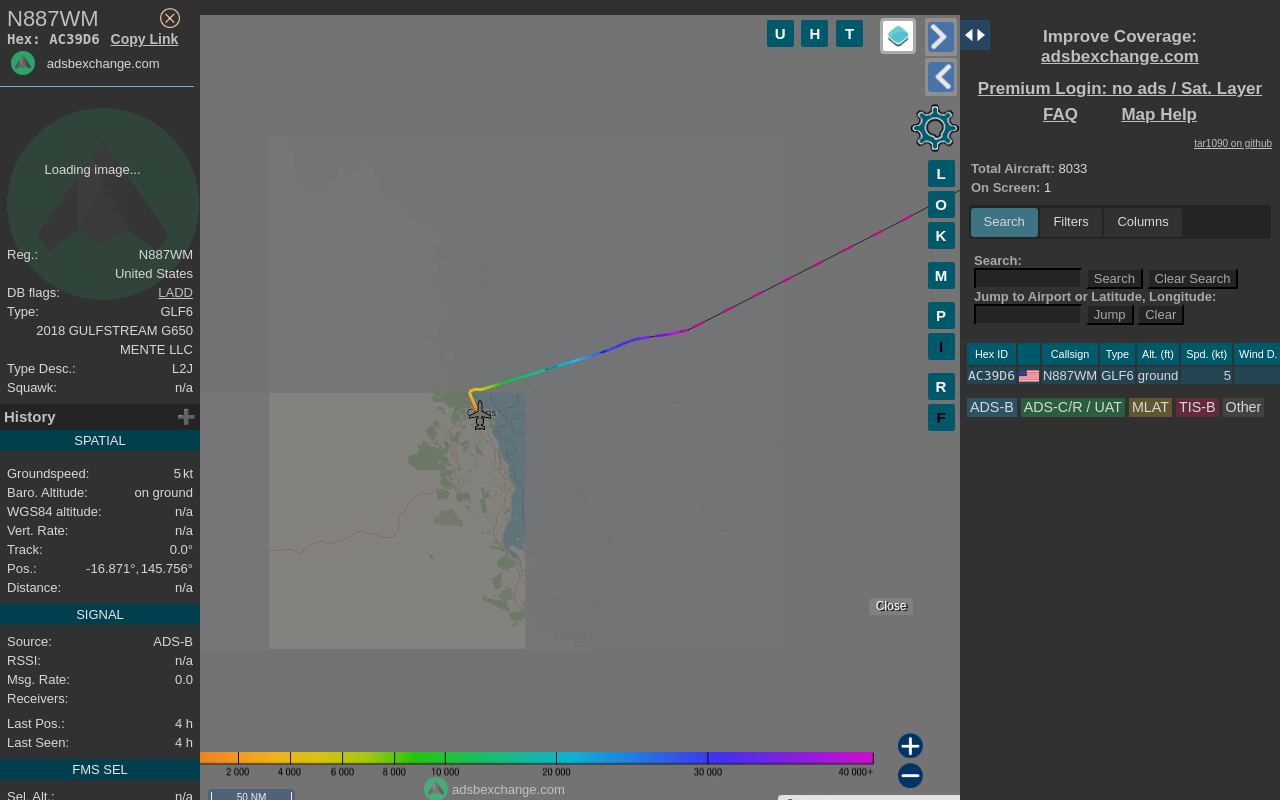 N887WM
Hex: AC39D6 Copy Link
adsbexchange.com
Loading image...
Reg.: N887WM
United States
DB flags: LADD
Type: GLF6
2018 GULFSTREAM G650
MENTE LLC
Type Desc.: L2J
Squawk: n/a
History
SPATIAL
Groundspeed: 5 kt
Baro. Altitude: on ground
WGS84 altitude: n/a
Vert. Rate: n/a
Track: 0.0°
Pos.: -16.871°, 145.756°
Distance: n/a
SIGNAL
Source: ADS-B
RSSI: n/a
Msg. Rate: 0.0
Receivers:
Last Pos.: 4 h
Last Seen: 4 h
FMS SEL
Sel. Alt.: n/a
U H T
L
O
K
M
P
I
R
F
Townsville
Close
2 000 4 000 6 000 8 000 10 000 20 000 30 000 40 000+
adsbexchange.com
50 NM
Improve Coverage:
adsbexchange.com
Premium Login: no ads / Sat. Layer
FAQ Map Help
tar1090 on github
Total Aircraft: 8033
On Screen: 1
Search Filters Columns
Search:
Search Clear Search
Jump to Airport or Latitude, Longitude:
Jump Clear
Hex ID Callsign Type Alt. (ft) Spd. (kt) Wind D.
AC39D6 N887WM GLF6 ground 5
ADS-B ADS-C/R / UAT MLAT TIS-B Other